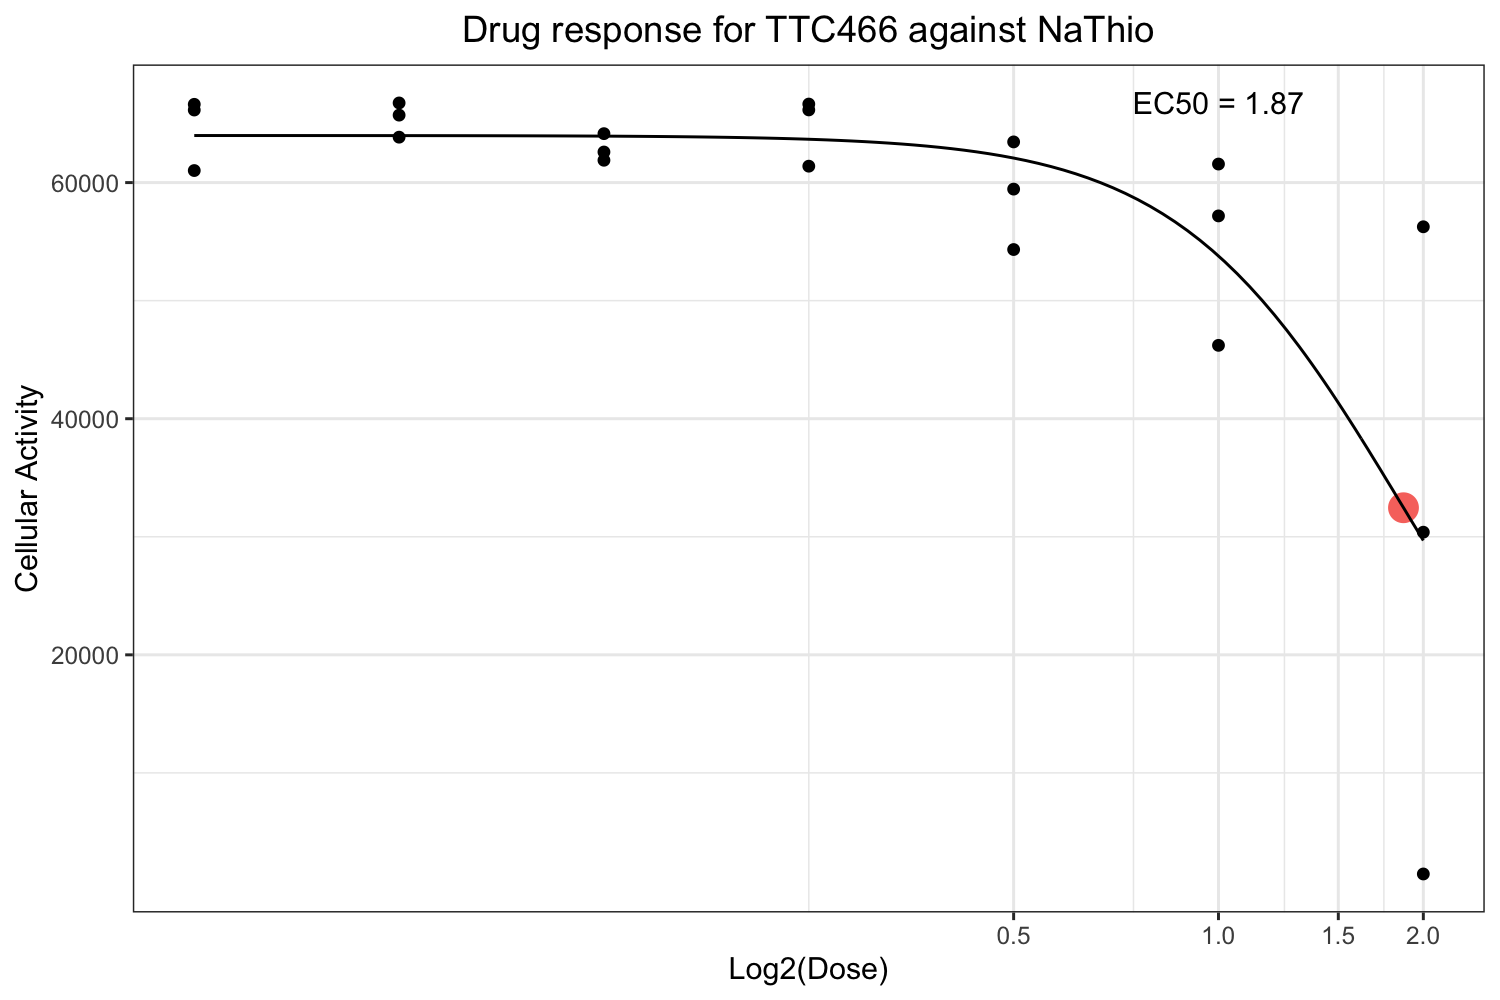 Drug response for TTC466 against NaThio
EC50 = 1.87
60000
40000
20000
Cellular Activity
0.5 1.0 1.5 2.0
Log2(Dose)